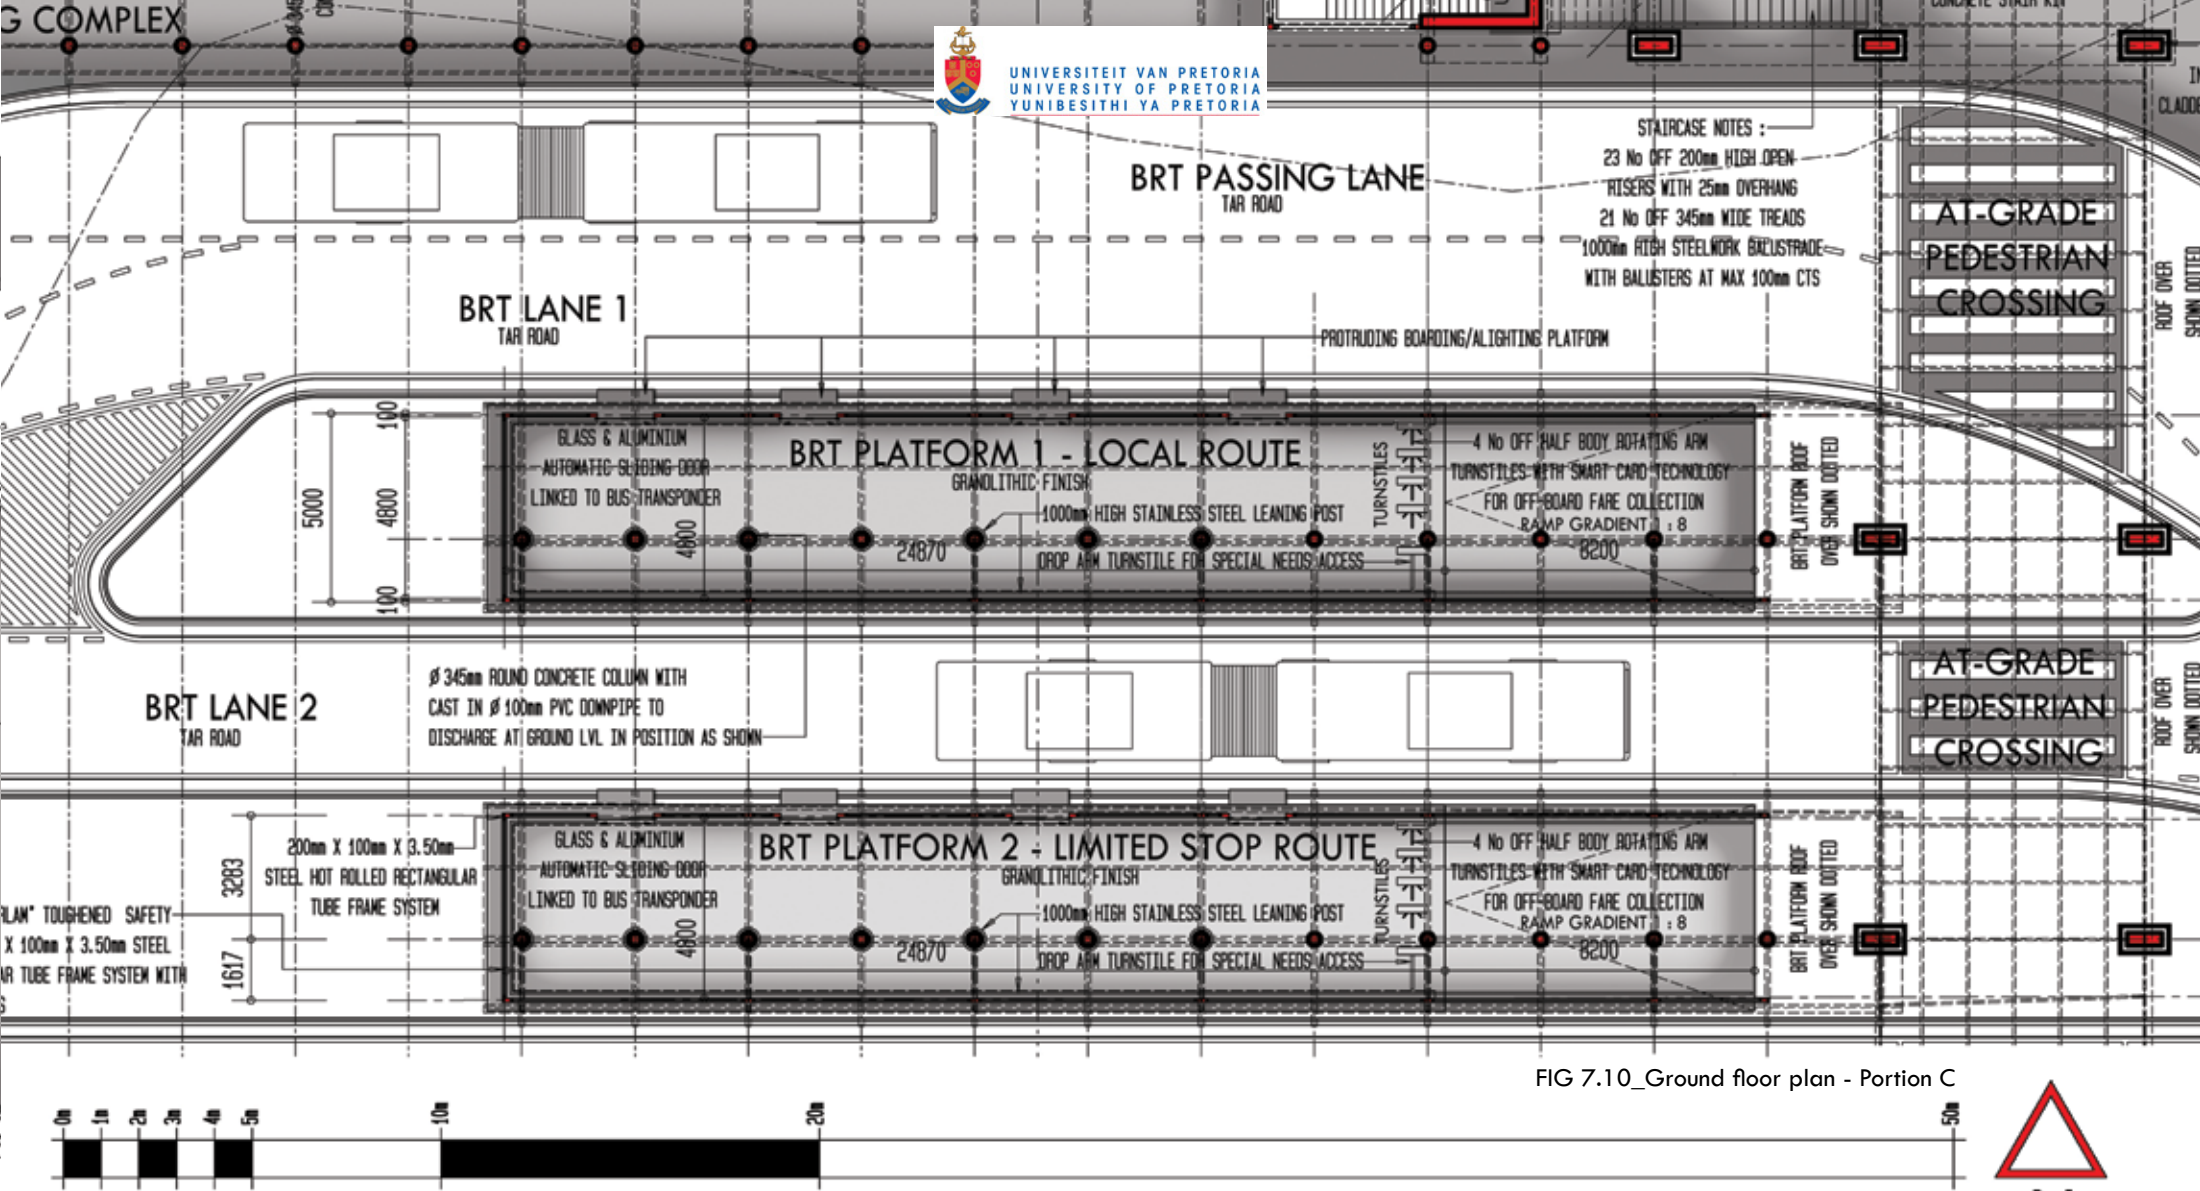 G COMPLEX
CONCRETE STAIR KIT
UNIVERSITEIT VAN PRETORIA
UNIVERSITY OF PRETORIA
YUNIBESITHI YA PRETORIA
STAIRCASE NOTES :
23 No OFF 200mm HIGH OPEN
RISERS WITH 25mm OVERHANG
21 No OFF 345mm WIDE TREADS
1000mm HIGH STEELWORK BALUSTRADE
WITH BALUSTERS AT MAX 100mm CTS
BRT PASSING LANE
TAR ROAD
AT-GRADE
PEDESTRIAN
CROSSING
ROOF OVER
SHOWN DOTTED
BRT LANE 1
TAR ROAD
PROTRUDING BOARDING/ALIGHTING PLATFORM
100
5000
4800
100
GLASS & ALUMINIUM
AUTOMATIC SLIDING DOOR
LINKED TO BUS TRANSPONDER
BRT PLATFORM 1 - LOCAL ROUTE
GRANOLITHIC FINISH
1000mm HIGH STAINLESS STEEL LEANING POST
4800
24870
DROP ARM TURNSTILE FOR SPECIAL NEEDS ACCESS
TURNSTILES
4 No OFF HALF BODY ROTATING ARM
TURNSTILES WITH SMART CARD TECHNOLOGY
FOR OFF-BOARD FARE COLLECTION
RAMP GRADIENT 1 : 8
8200
BRT PLATFORM ROOF
OVER SHOWN DOTTED
BRT LANE 2
TAR ROAD
Ø 345mm ROUND CONCRETE COLUMN WITH
CAST IN Ø 100mm PVC DOWNPIPE TO
DISCHARGE AT GROUND LVL IN POSITION AS SHOWN
AT-GRADE
PEDESTRIAN
CROSSING
ROOF OVER
SHOWN DOTTED
3283
1617
200mm X 100mm X 3.50mm
STEEL HOT ROLLED RECTANGULAR
TUBE FRAME SYSTEM
RLAM" TOUGHENED SAFETY
X 100mm X 3.50mm STEEL
AR TUBE FRAME SYSTEM WITH
GLASS & ALUMINIUM
AUTOMATIC SLIDING DOOR
LINKED TO BUS TRANSPONDER
BRT PLATFORM 2 - LIMITED STOP ROUTE
GRANOLITHIC FINISH
1000mm HIGH STAINLESS STEEL LEANING POST
4800
24870
DROP ARM TURNSTILE FOR SPECIAL NEEDS ACCESS
TURNSTILES
4 No OFF HALF BODY ROTATING ARM
TURNSTILES WITH SMART CARD TECHNOLOGY
FOR OFF-BOARD FARE COLLECTION
RAMP GRADIENT 1 : 8
8200
BRT PLATFORM ROOF
OVER SHOWN DOTTED
FIG 7.10_Ground floor plan - Portion C
0m 1m 2m 3m 4m 5m 10m 20m 50m